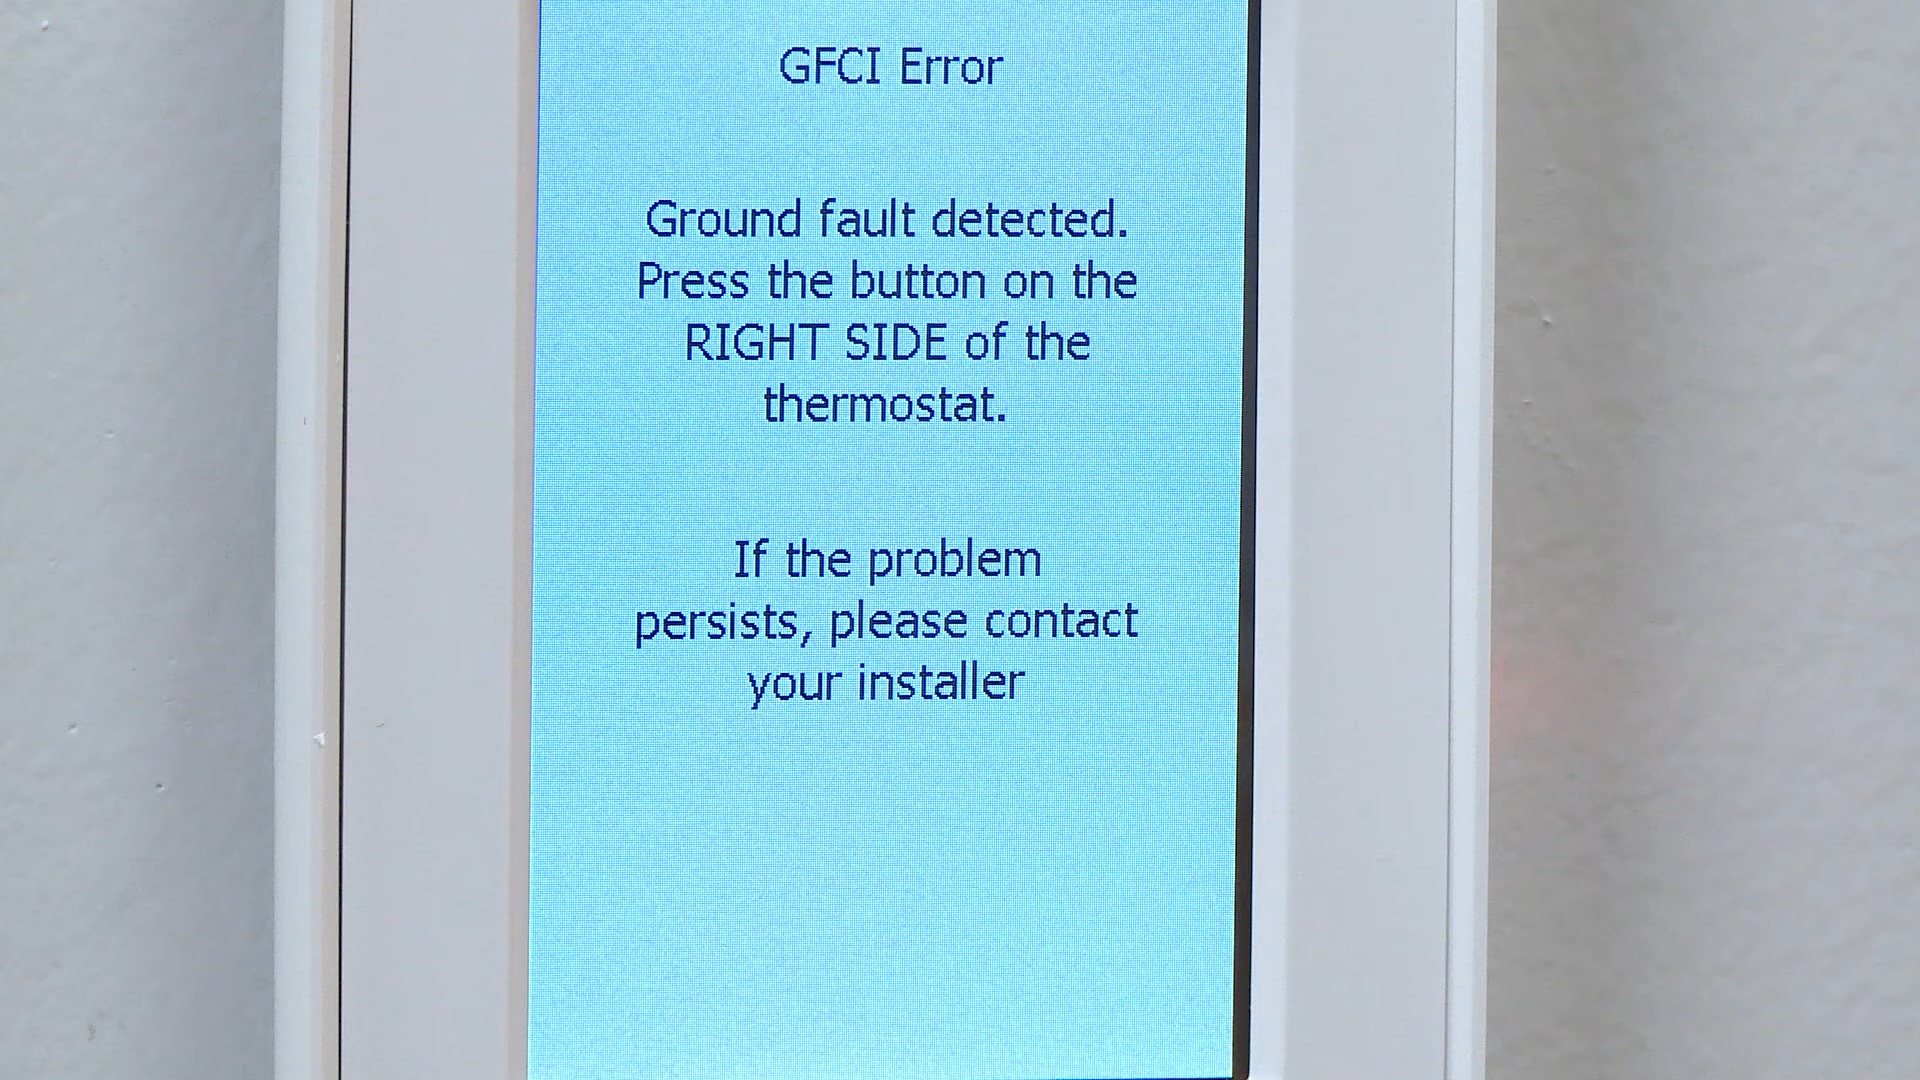 GFCI Error
Ground fault detected.
Press the button on the
RIGHT SIDE of the
thermostat.
If the problem
persists, please contact
your installer